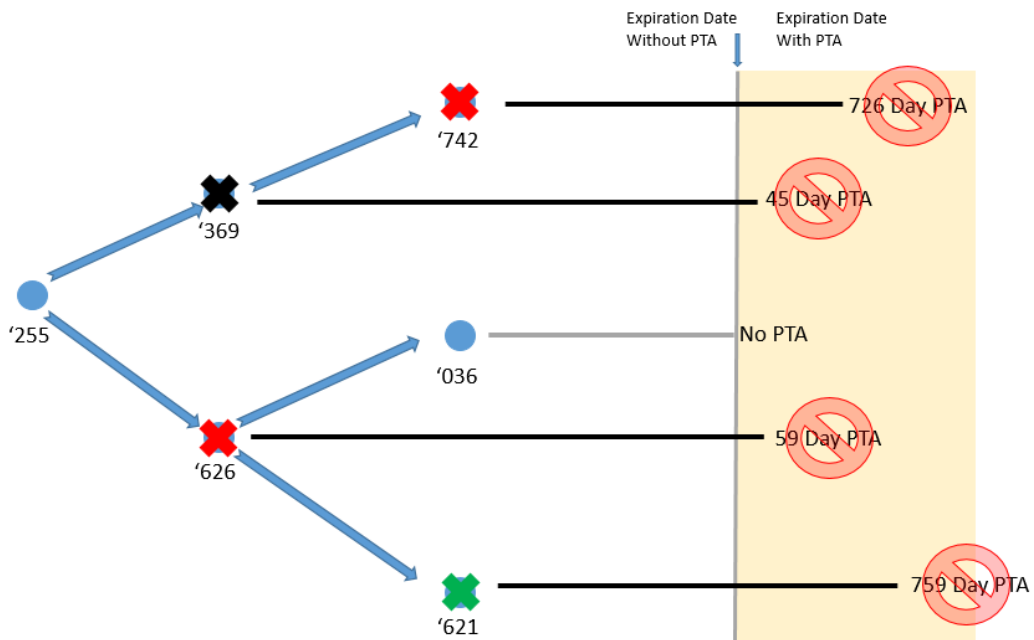 Expiration Date
Without PTA
Expiration Date
With PTA
726 Day PTA
‘742
45 Day PTA
‘369
‘255
No PTA
‘036
59 Day PTA
‘626
759 Day PTA
‘621